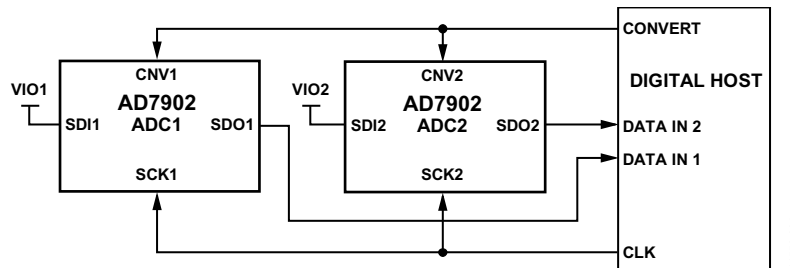 CONVERT
CNV1
CNV2
DIGITAL HOST
VIO1
VIO2
AD7902
AD7902
SDI1
ADC1
SDO1
SDI2
ADC2
SDO2
DATA IN 2
DATA IN 1
SCK1
SCK2
CLK